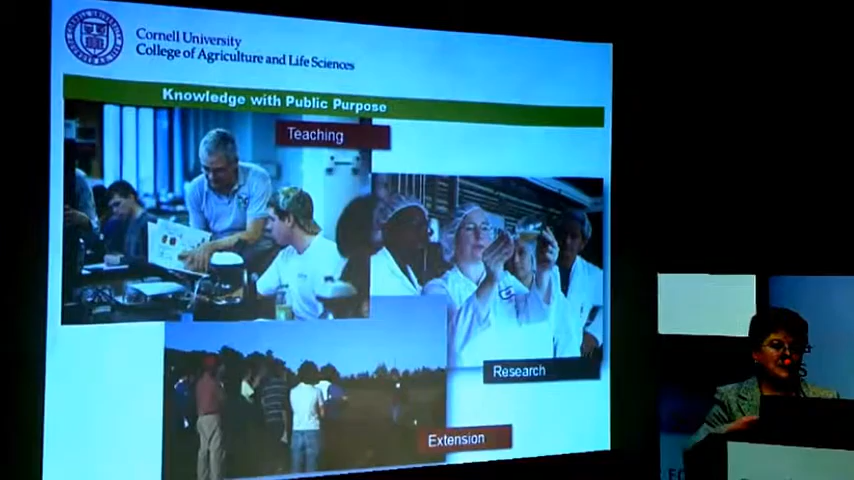 Cornell University
College of Agriculture and Life Sciences
Knowledge with Public Purpose
Teaching
Research
Extension